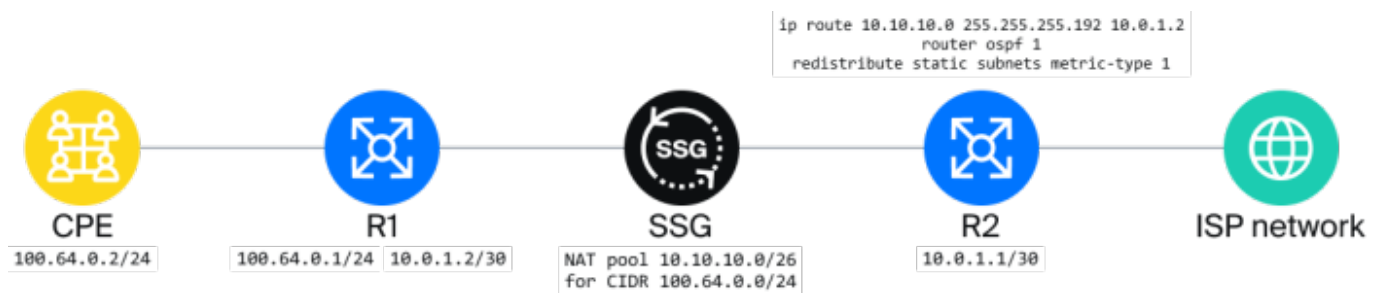 ip route 10.10.10.0 255.255.255.192 10.0.1.2
router ospf 1
redistribute static subnets metric-type 1
SSG
CPE
R1
SSG
R2
ISP network
100.64.0.2/24
100.64.0.1/24
10.0.1.2/30
NAT pool 10.10.10.0/26
for CIDR 100.64.0.0/24
10.0.1.1/30